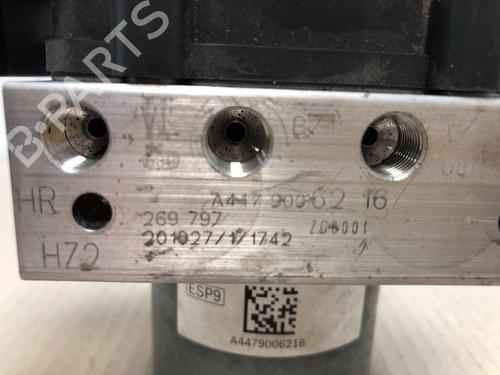 B-PARTS
VL
HR
A447 900 62 16
269 797
201027/1/1742
HZ2
ESP9
A4479006216